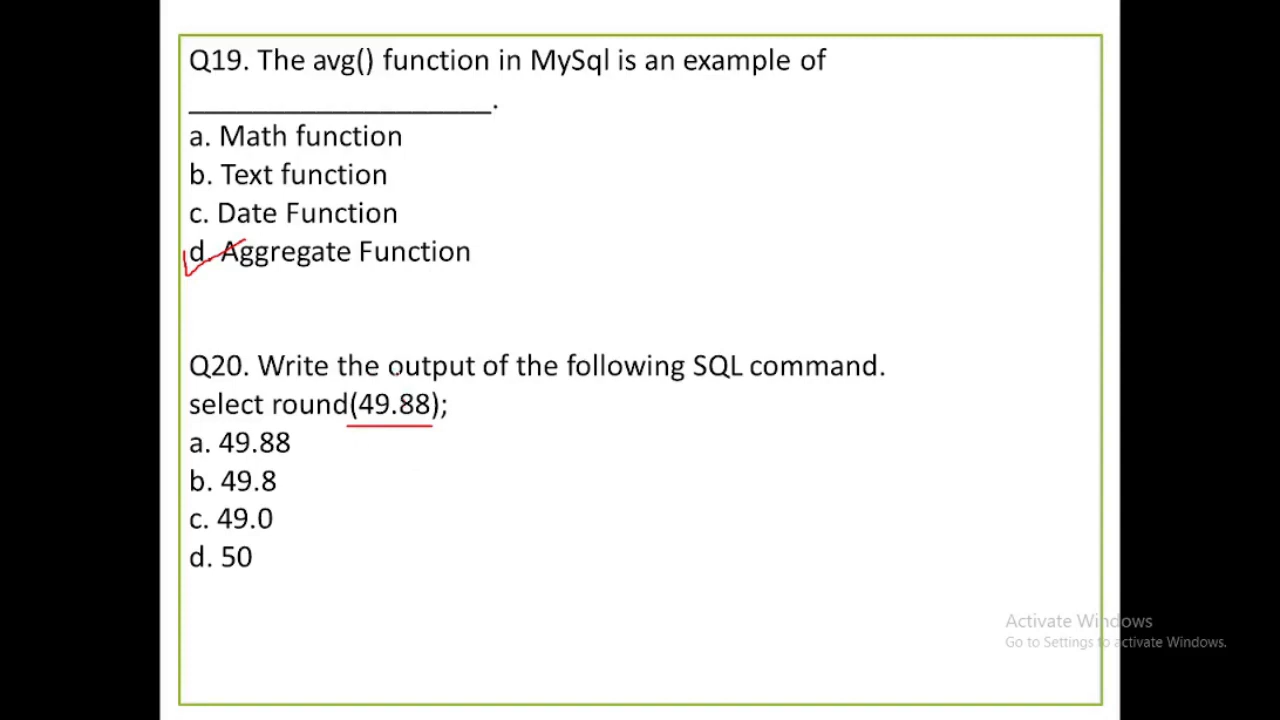 Q19. The avg() function in MySql is an example of
____________________.
a. Math function
b. Text function
c. Date Function
d. Aggregate Function
Q20. Write the output of the following SQL command.
select round(49.88);
a. 49.88
b. 49.8
c. 49.0
d. 50
Activate Windows
Go to Settings to activate Windows.